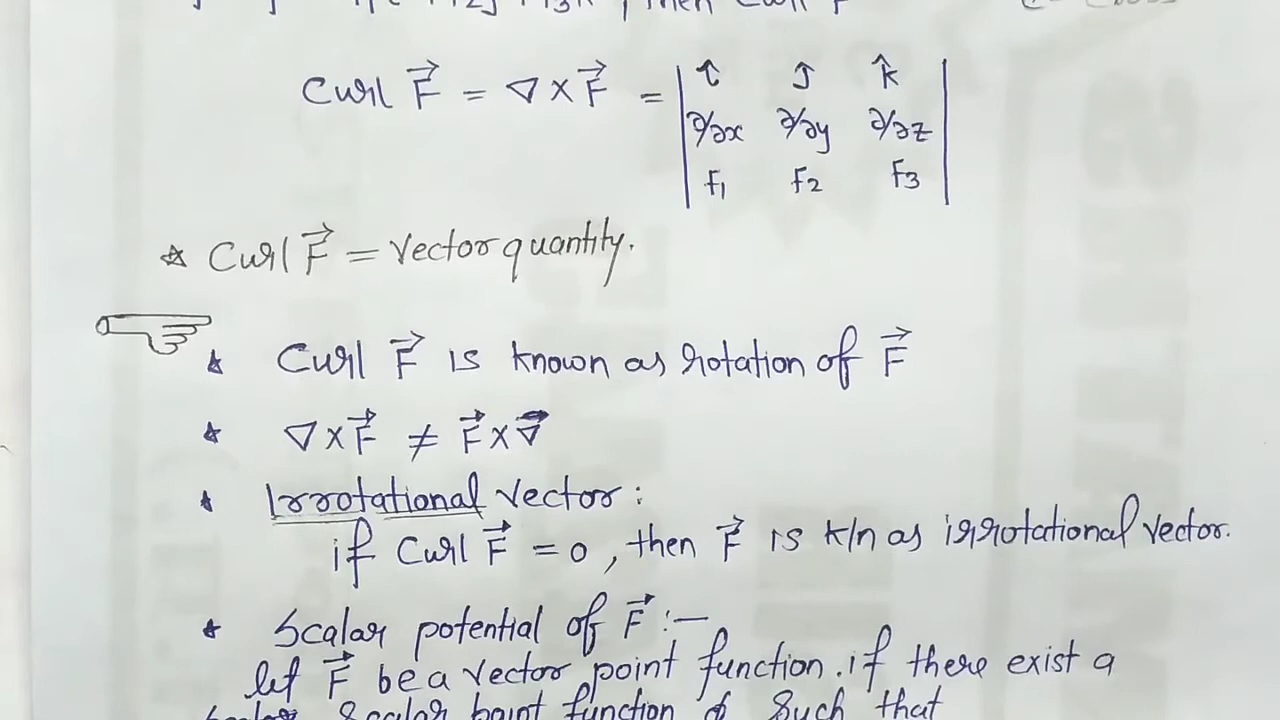 , then Curl F
Curl F⃗ = ∇ × F⃗ = | î ĵ k̂ |
| ∂/∂x ∂/∂y ∂/∂z |
| F₁ F₂ F₃ |
☆ Curl F⃗ = Vector quantity.
☆ Curl F⃗ is known as rotation of F⃗
☆ ∇ × F⃗ ≠ F⃗ × ∇⃗
☆ Irrotational Vector :
if Curl F⃗ = 0 , then F⃗ is k/n as irrotational Vector.
☆ Scalar potential of F⃗ :—
let F⃗ be a vector point function. if there exist a
Scalar point function ϕ Such that